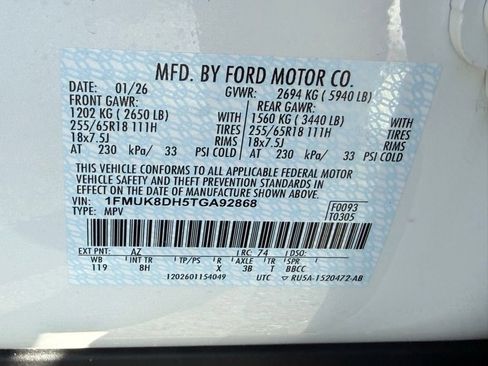 MFD. BY FORD MOTOR CO.
DATE: 01/26 GVWR: 2694 KG ( 5940 LB)
FRONT GAWR: REAR GAWR:
1202 KG ( 2650 LB) WITH 1560 KG ( 3440 LB) WITH
255/65R18 111H TIRES 255/65R18 111H TIRES
18x7.5J RIMS 18x7.5J RIMS
AT 230 kPa/ 33 PSI COLD AT 230 kPa/ 33 PSI COLD
THIS VEHICLE CONFORMS TO ALL APPLICABLE FEDERAL MOTOR
VEHICLE SAFETY AND THEFT PREVENTION STANDARDS IN EFFECT
ON THE DATE OF MANUFACTURE SHOWN ABOVE.
VIN: 1FMUK8DH5TGA92868 F0093
TYPE: MPV T0305
EXT PNT: AZ RC: 74 DSO:
WB INT TR TP/PS R AXLE TR SPR
119 8H X 3B T BBCC
1202601154049 UTC RU5A-1520472-AB